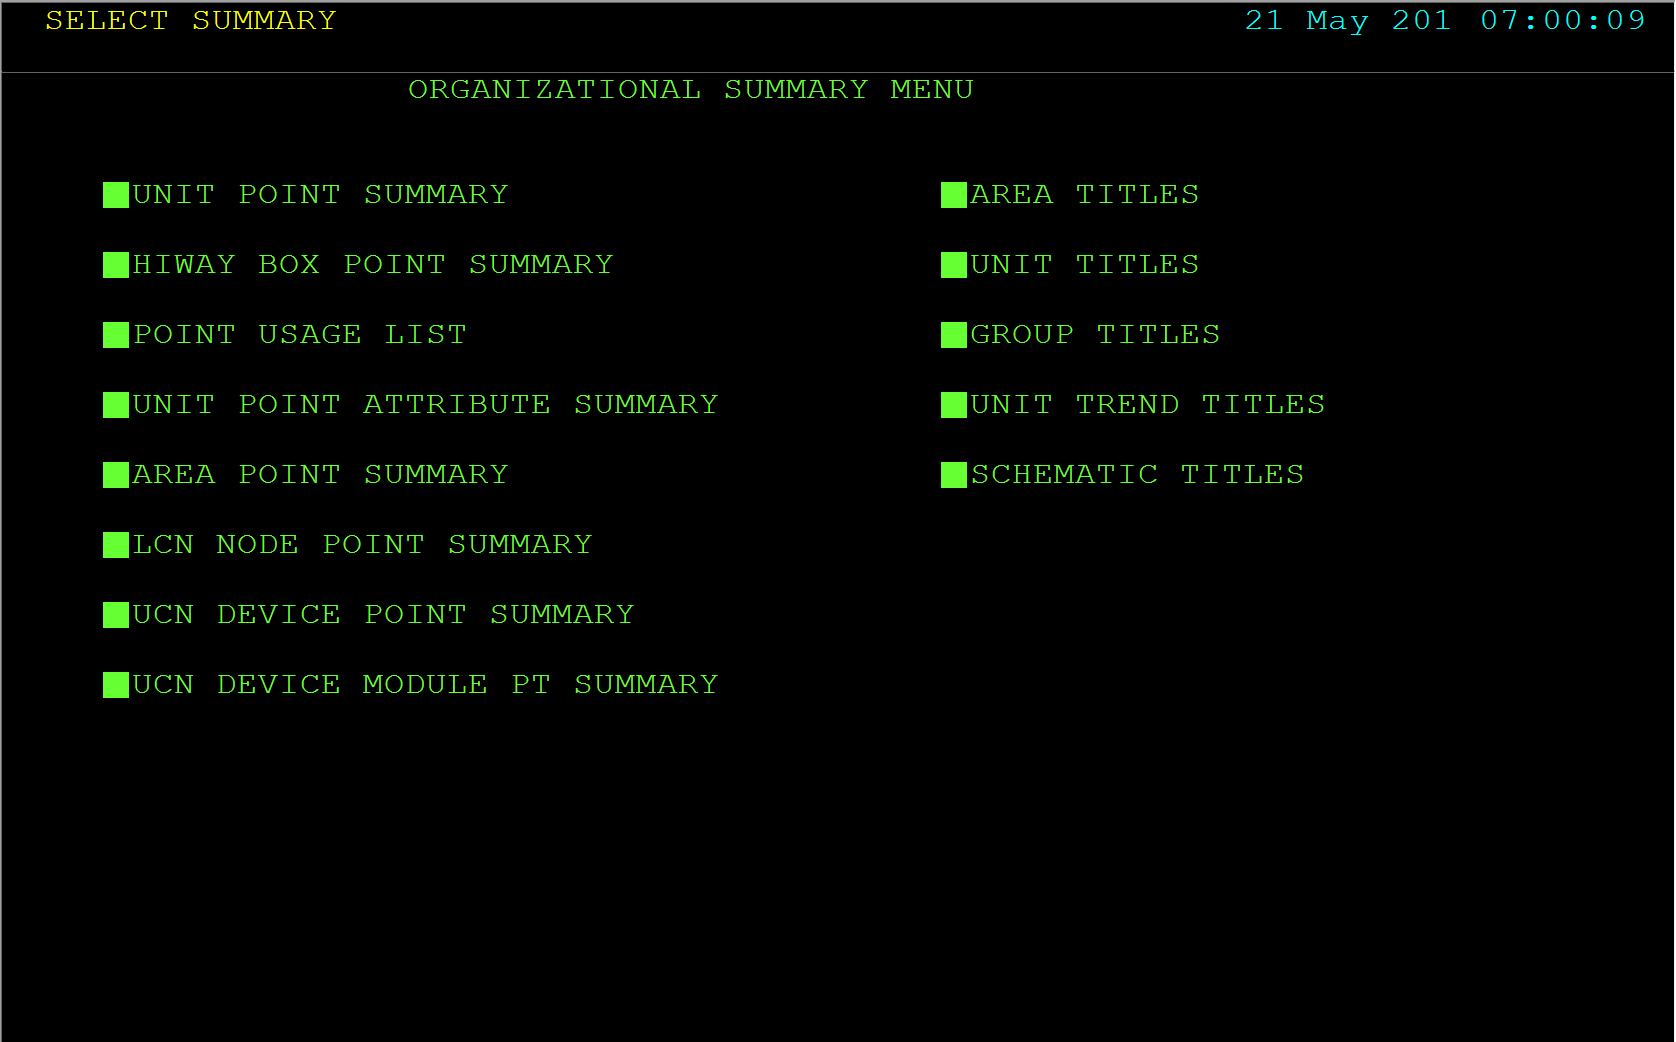 SELECT SUMMARY 21 May 201 07:00:09
ORGANIZATIONAL SUMMARY MENU
UNIT POINT SUMMARY AREA TITLES
HIWAY BOX POINT SUMMARY UNIT TITLES
POINT USAGE LIST GROUP TITLES
UNIT POINT ATTRIBUTE SUMMARY UNIT TREND TITLES
AREA POINT SUMMARY SCHEMATIC TITLES
LCN NODE POINT SUMMARY
UCN DEVICE POINT SUMMARY
UCN DEVICE MODULE PT SUMMARY